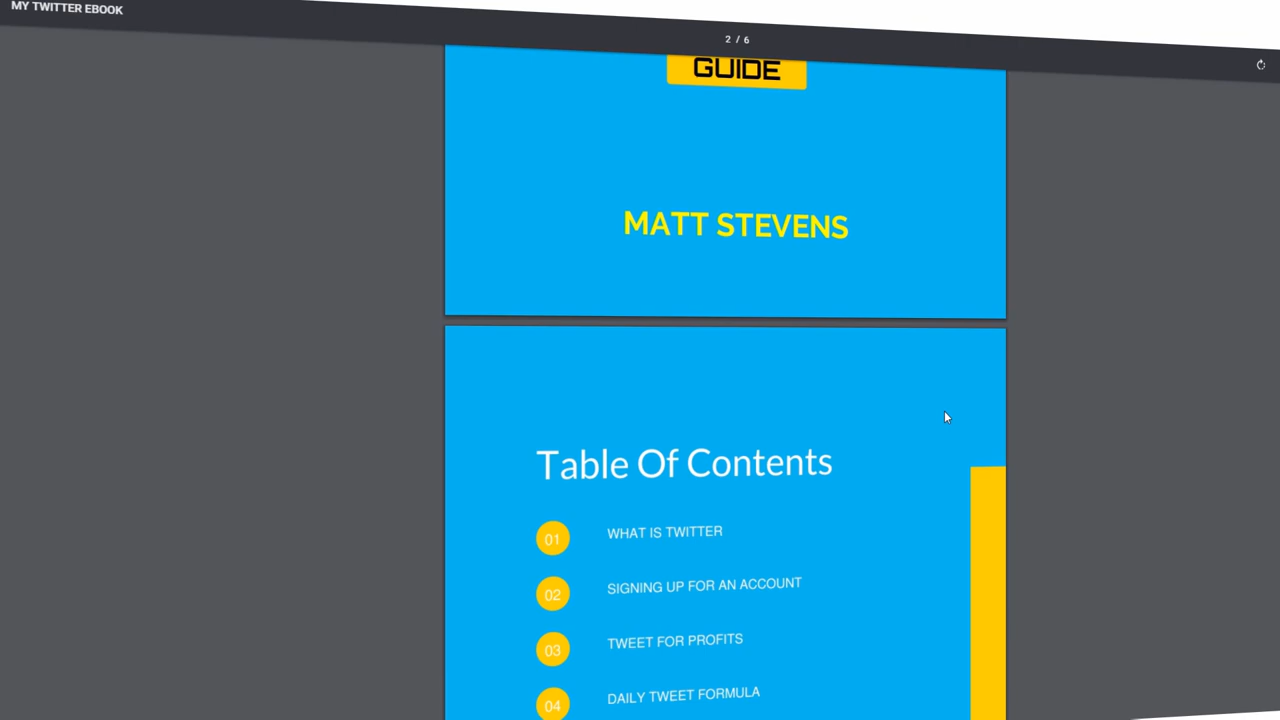 MY TWITTER EBOOK
2 / 6
GUIDE
MATT STEVENS
Table Of Contents
01 WHAT IS TWITTER
02 SIGNING UP FOR AN ACCOUNT
03 TWEET FOR PROFITS
04 DAILY TWEET FORMULA